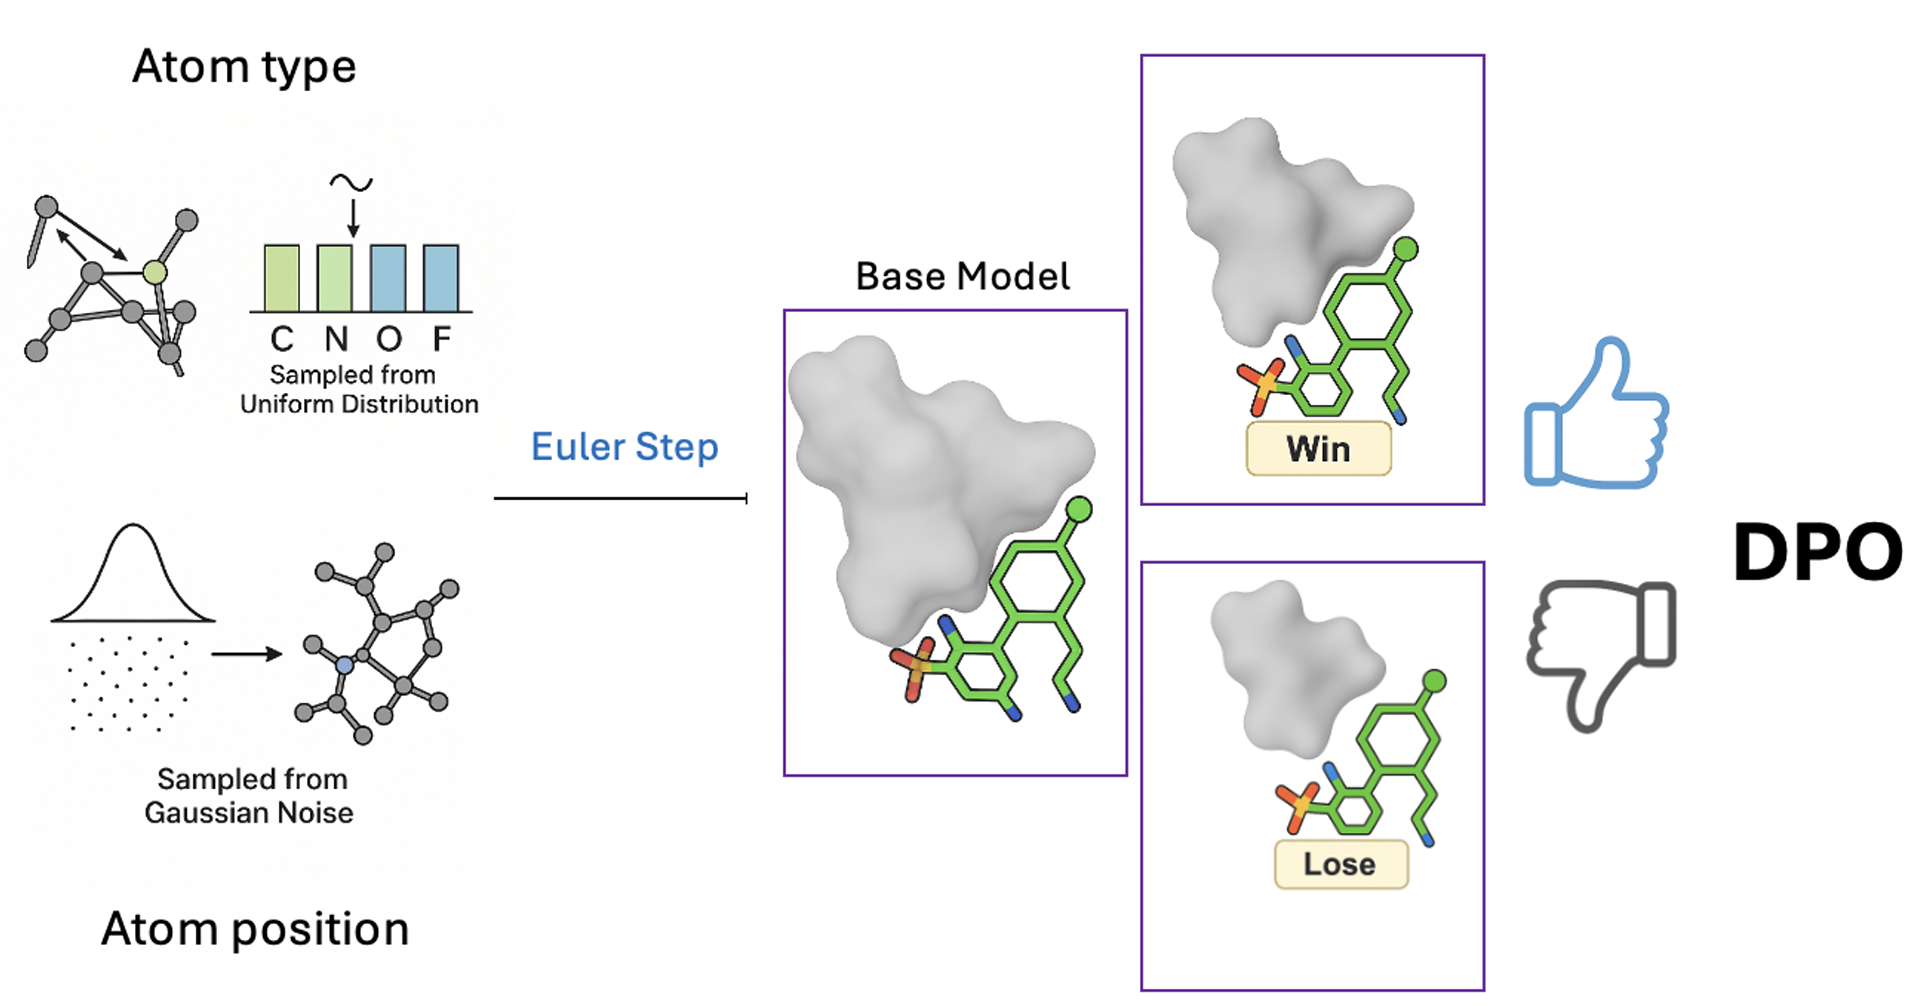 Atom type
C N O F
Sampled from
Uniform Distribution
Sampled from
Gaussian Noise
Atom position
Euler Step
Base Model
Win
Lose
DPO